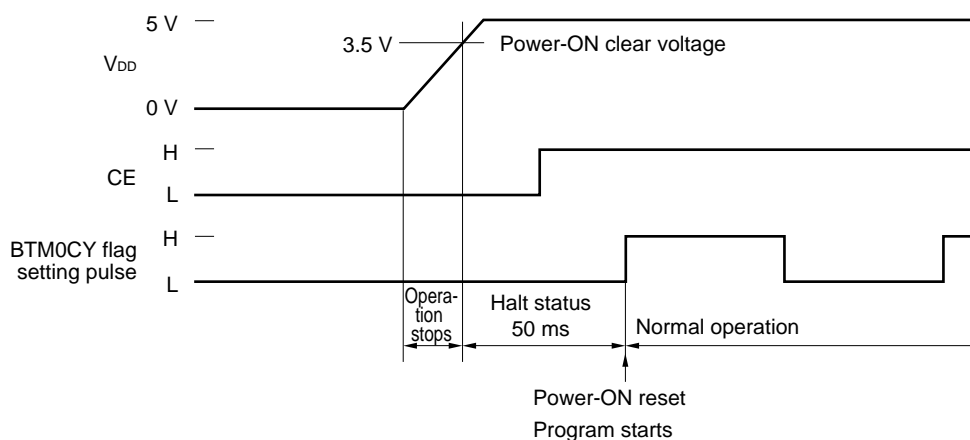 5 V
3.5 V
Power-ON clear voltage
VDD
0 V
H
CE
L
H
BTM0CY flag
setting pulse
L
Opera-
tion
stops
Halt status
50 ms
Normal operation
Power-ON reset
Program starts